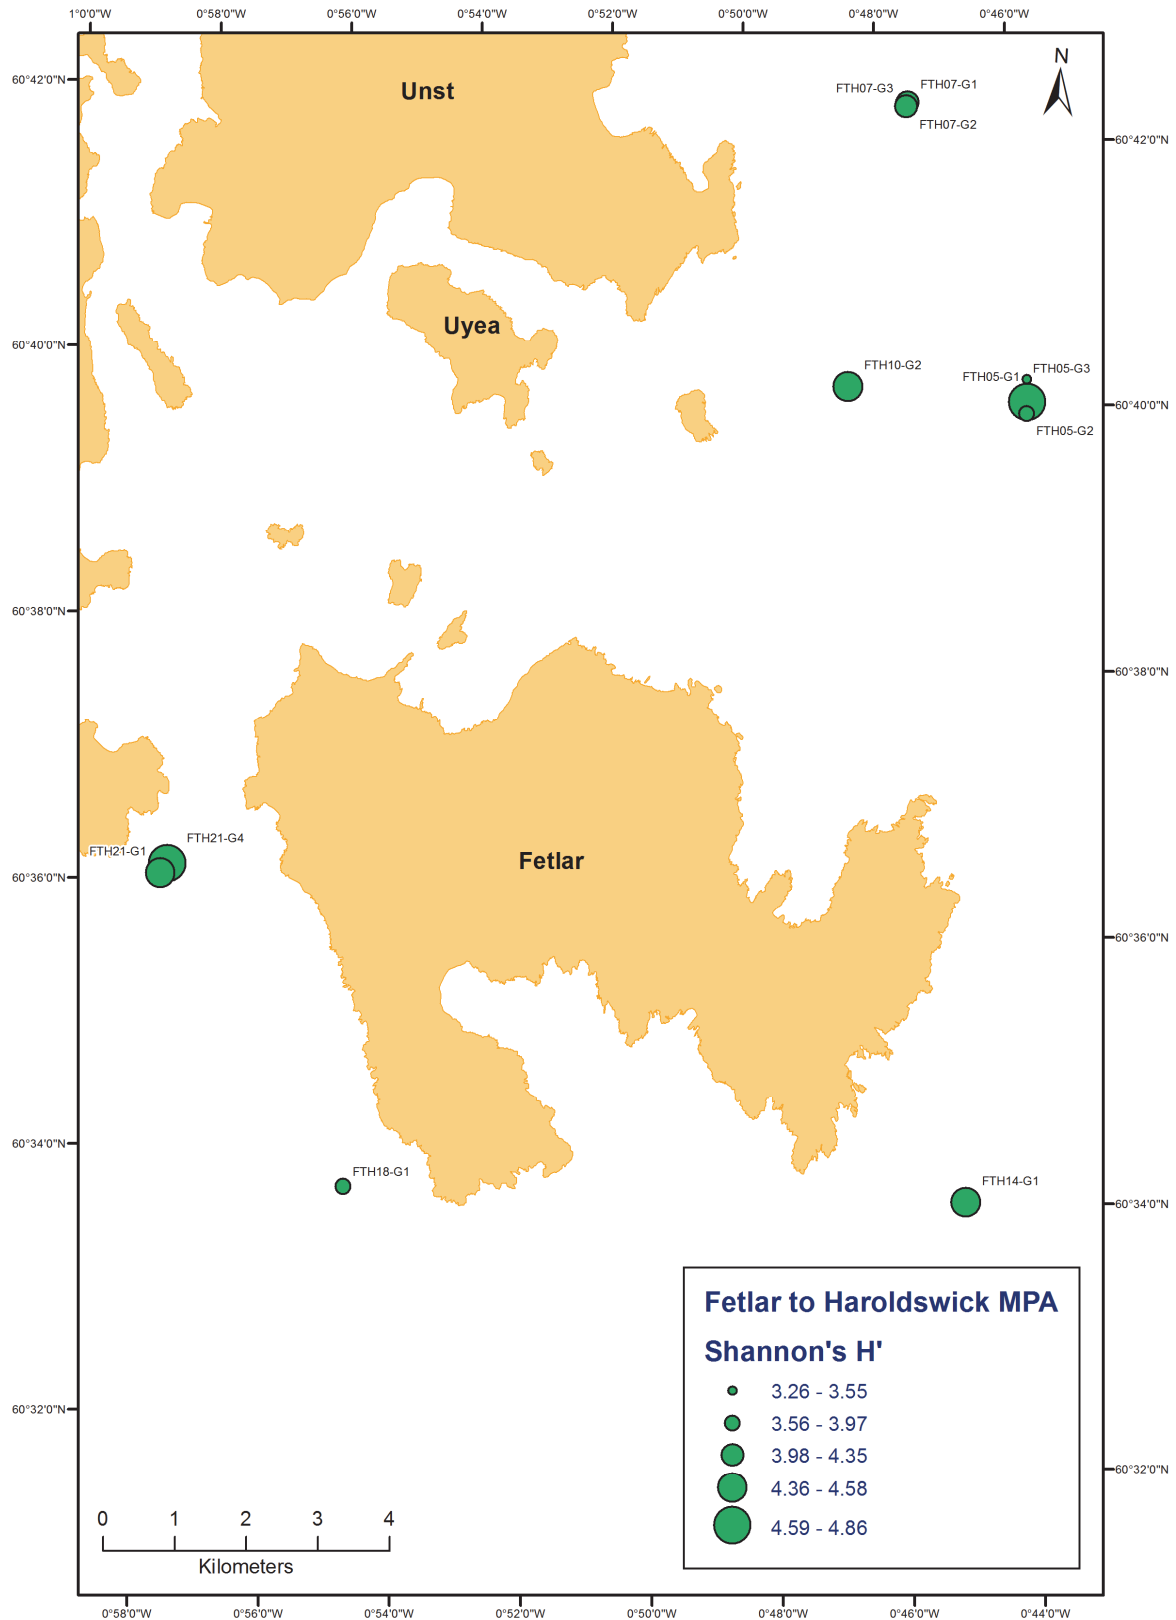 1°0'0"W 0°58'0"W 0°56'0"W 0°54'0"W 0°52'0"W 0°50'0"W 0°48'0"W 0°46'0"W
N
60°42'0"N
Unst
FTH07-G3 FTH07-G1
FTH07-G2
60°42'0"N
Uyea
60°40'0"N
FTH10-G2
FTH05-G3
FTH05-G1
60°40'0"N
FTH05-G2
60°38'0"N
60°38'0"N
FTH21-G4
FTH21-G1
Fetlar
60°36'0"N
60°36'0"N
60°34'0"N
FTH18-G1
FTH14-G1
60°34'0"N
Fetlar to Haroldswick MPA
Shannon's H'
3.26 - 3.55
3.56 - 3.97
3.98 - 4.35
4.36 - 4.58
4.59 - 4.86
60°32'0"N
60°32'0"N
0 1 2 3 4
Kilometers
0°58'0"W 0°56'0"W 0°54'0"W 0°52'0"W 0°50'0"W 0°48'0"W 0°46'0"W 0°44'0"W